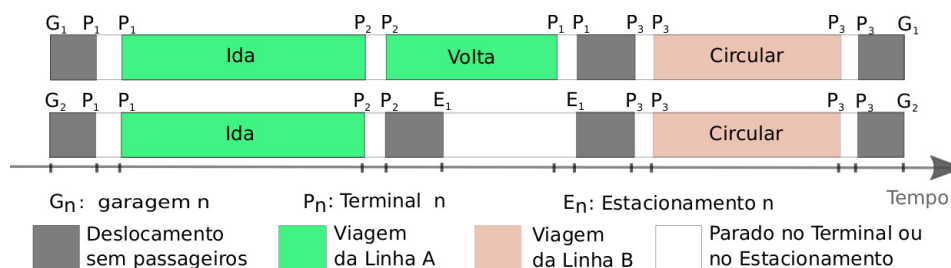 G₁ P₁ P₁ P₂ P₂ P₁ P₁ P₃ P₃ P₃ P₃ G₁
Ida Volta Circular
G₂ P₁ P₁ P₂ P₂ E₁ E₁ P₃ P₃ P₃ P₃ G₂
Ida Circular
Tempo
Gn: garagem n Pn: Terminal n En: Estacionamento n
Deslocamento
sem passageiros
Viagem
da Linha A
Viagem
da Linha B
Parado no Terminal ou
no Estacionamento